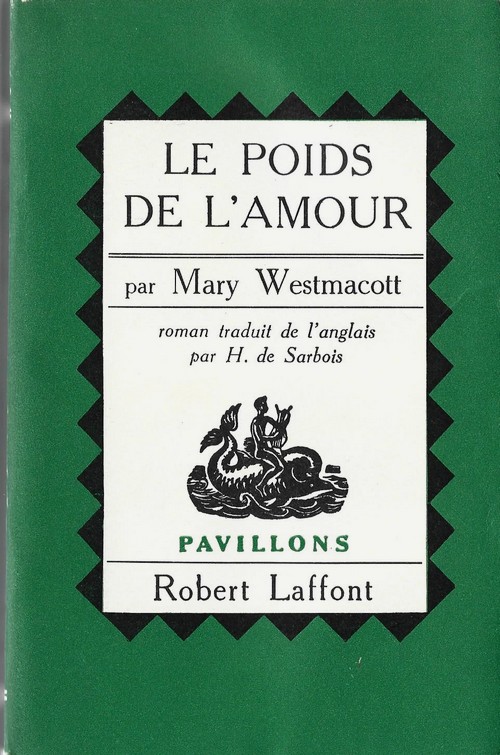 LE POIDS
DE L'AMOUR
par Mary Westmacott
roman traduit de l'anglais
par H. de Sarbois
PAVILLONS
Robert Laffont